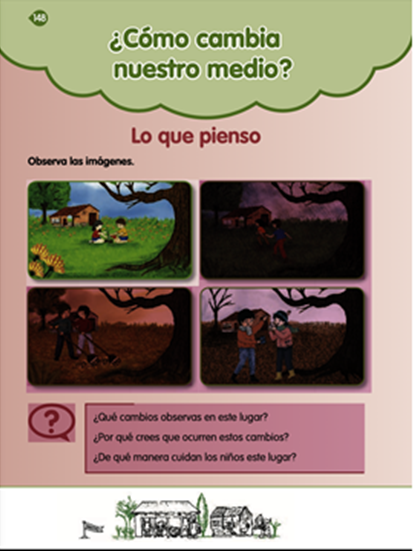 148
¿Cómo cambia
nuestro medio?
Lo que pienso
Observa las imágenes.
¿Qué cambios observas en este lugar?
¿Por qué crees que ocurren estos cambios?
¿De qué manera cuidan los niños este lugar?